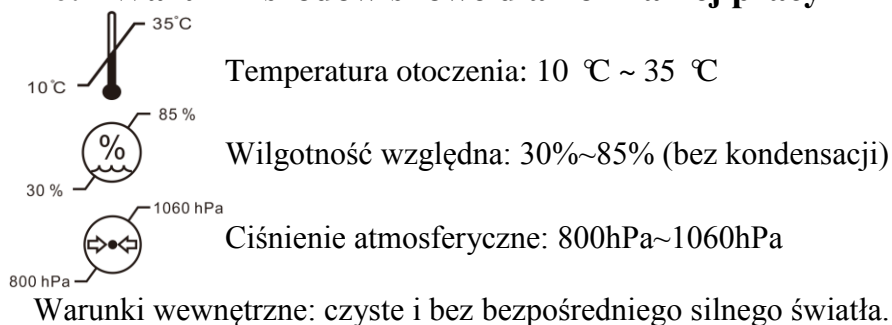 35°C
10°C
Temperatura otoczenia: 10 ℃ ~ 35 ℃
85 %
%
30 %
Wilgotność względna: 30%~85% (bez kondensacji)
1060 hPa
800 hPa
Ciśnienie atmosferyczne: 800hPa~1060hPa
Warunki wewnętrzne: czyste i bez bezpośredniego silnego światła.